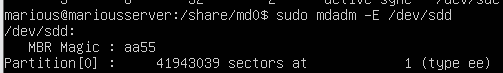 marious@mariousserver:/share/md0$ sudo mdadm -E /dev/sdd
/dev/sdd:
MBR Magic : aa55
Partition[0] : 41943039 sectors at 1 (type ee)